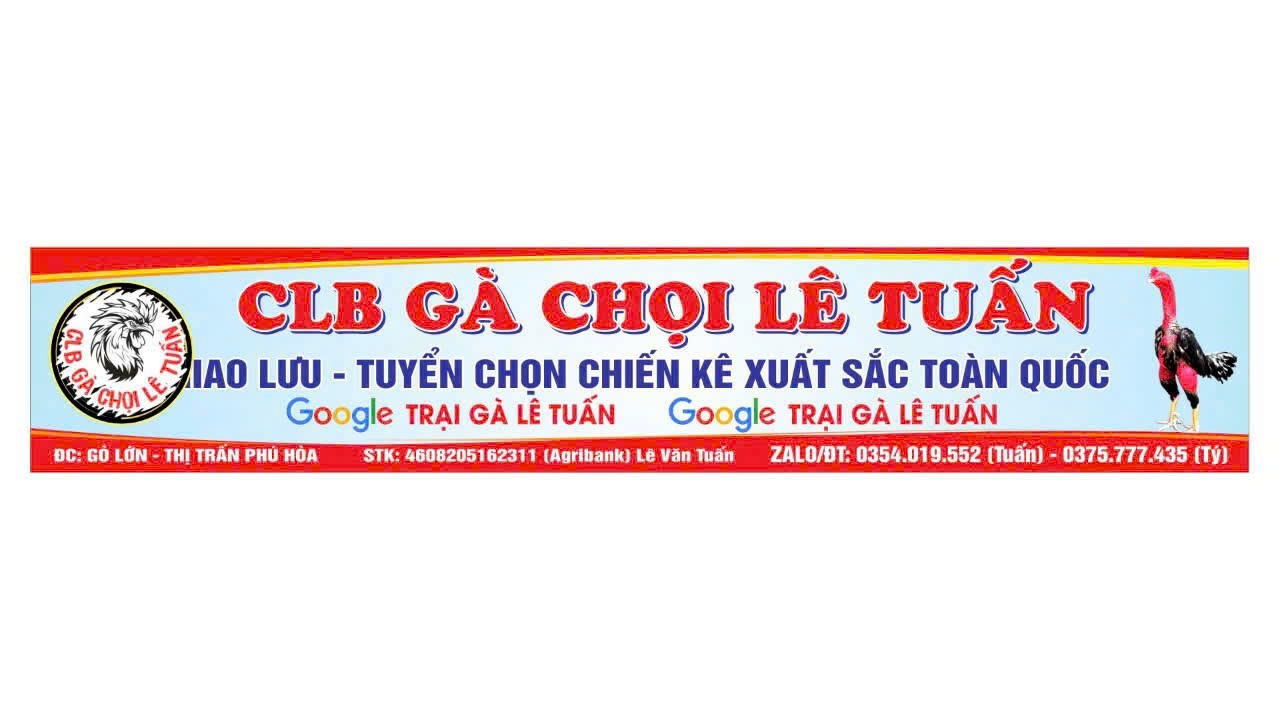 CLB GÀ CHỌI LÊ TUẤN
IAO LƯU - TUYỂN CHỌN CHIẾN KÊ XUẤT SẮC TOÀN QUỐC
CLB GÀ CHỌI LÊ TUẤN
Google TRẠI GÀ LÊ TUẤN Google TRẠI GÀ LÊ TUẤN
ĐC: GÒ LỚN - THỊ TRẤN PHÚ HÒA STK: 4608205162311 (Agribank) Lê Văn Tuấn ZALO/ĐT: 0354.019.552 (Tuấn) - 0375.777.435 (Tý)